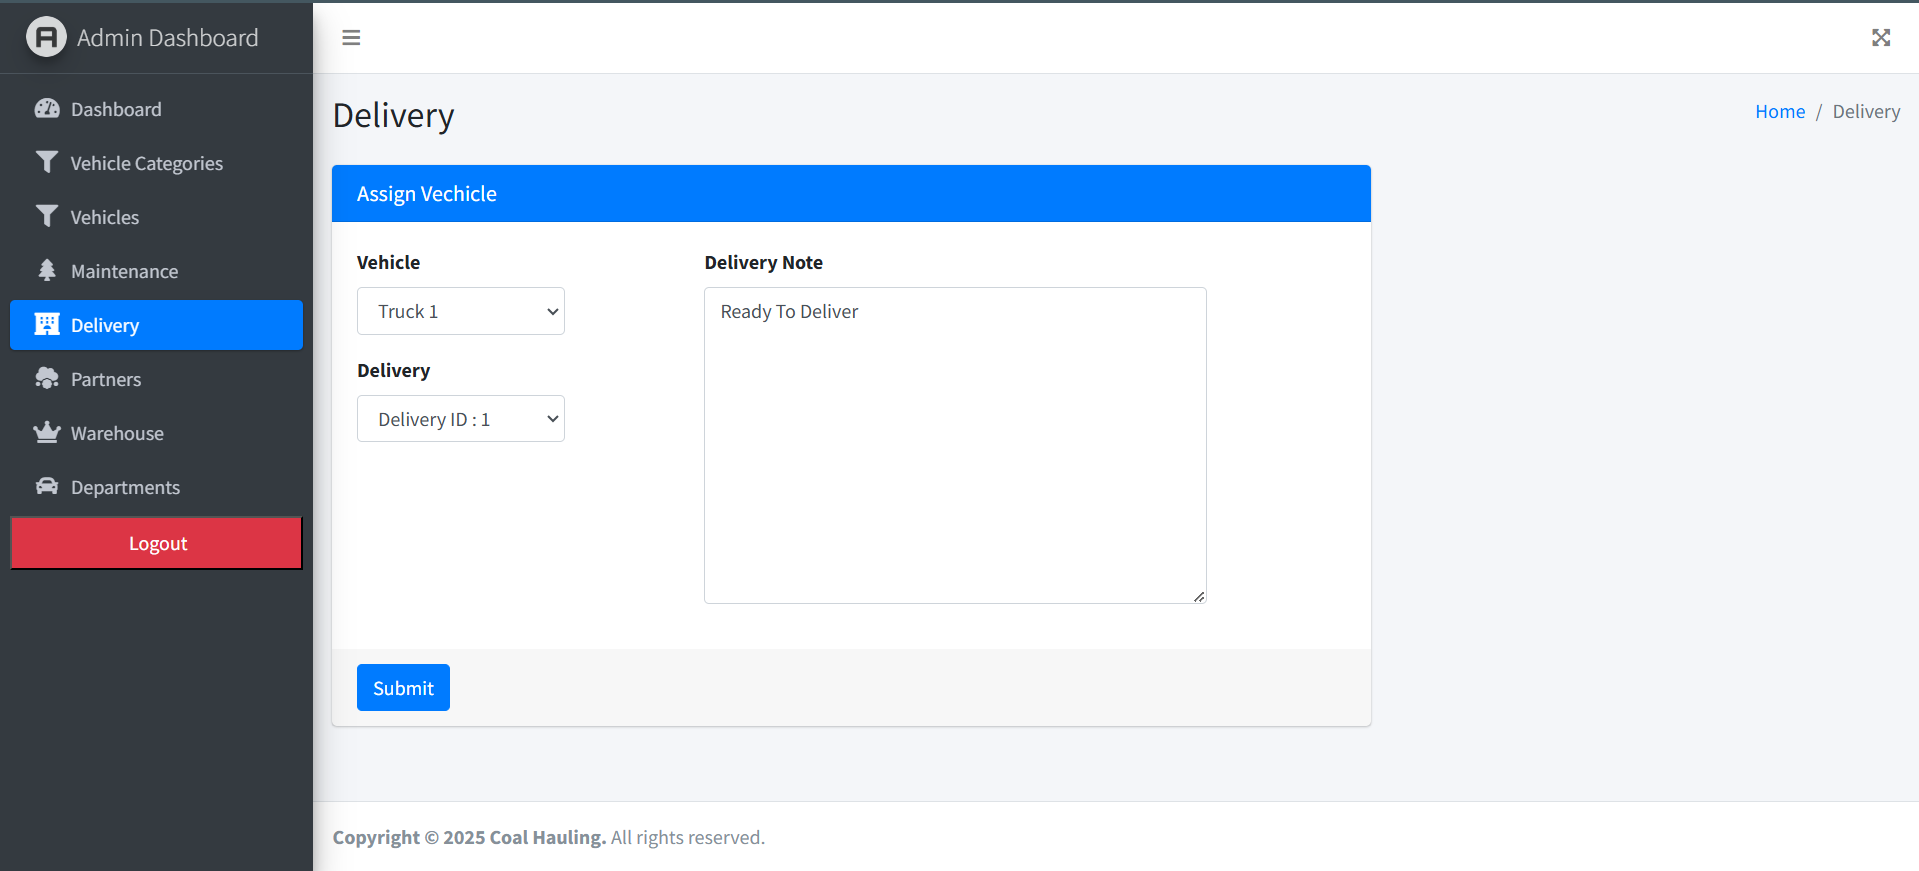 Admin Dashboard
Dashboard
Vehicle Categories
Vehicles
Maintenance
Delivery
Partners
Warehouse
Departments
Logout
Delivery
Home / Delivery
Assign Vechicle
Vehicle
Truck 1
Delivery
Delivery ID : 1
Delivery Note
Ready To Deliver
Submit
Copyright © 2025 Coal Hauling. All rights reserved.